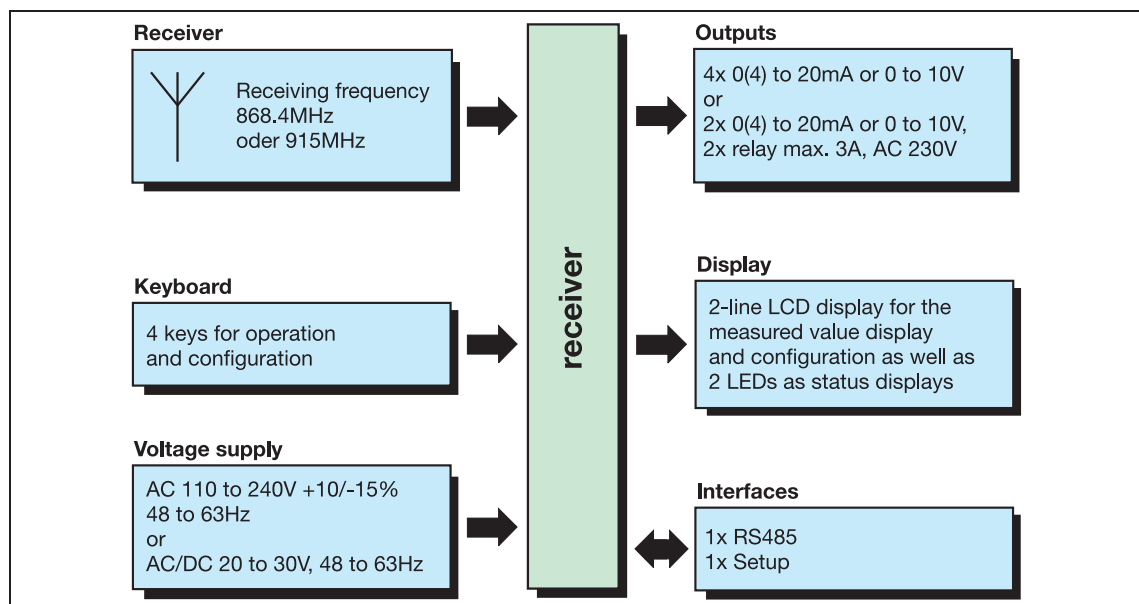 Receiver
Receiving frequency
868.4MHz
oder 915MHz
Keyboard
4 keys for operation
and configuration
Voltage supply
AC 110 to 240V +10/-15%
48 to 63Hz
or
AC/DC 20 to 30V, 48 to 63Hz
receiver
Outputs
4x 0(4) to 20mA or 0 to 10V
or
2x 0(4) to 20mA or 0 to 10V,
2x relay max. 3A, AC 230V
Display
2-line LCD display for the
measured value display
and configuration as well as
2 LEDs as status displays
Interfaces
1x RS485
1x Setup